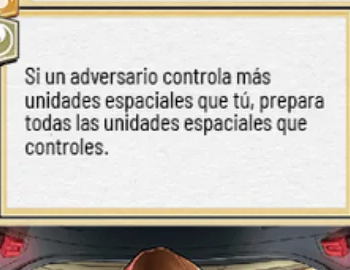 Si un adversario controla más
unidades espaciales que tú, prepara
todas las unidades espaciales que
controles.